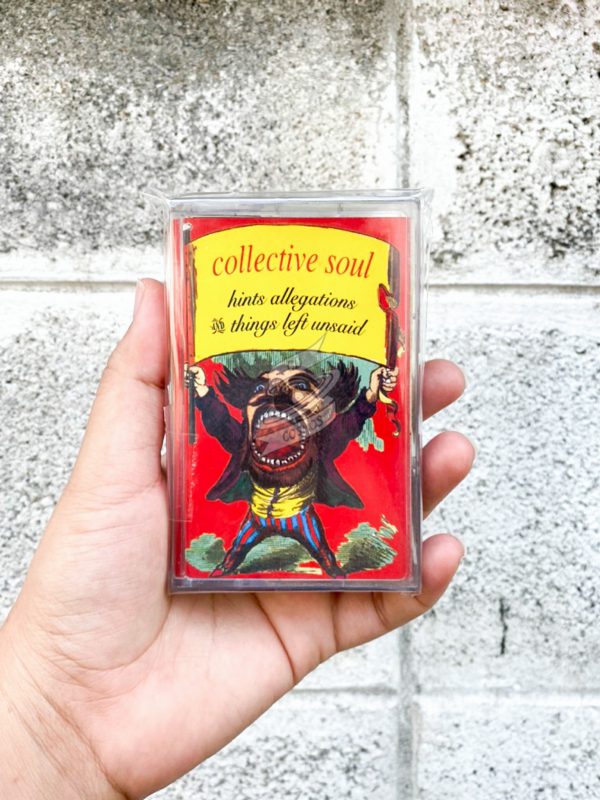 collective soul
hints allegations
& things left unsaid